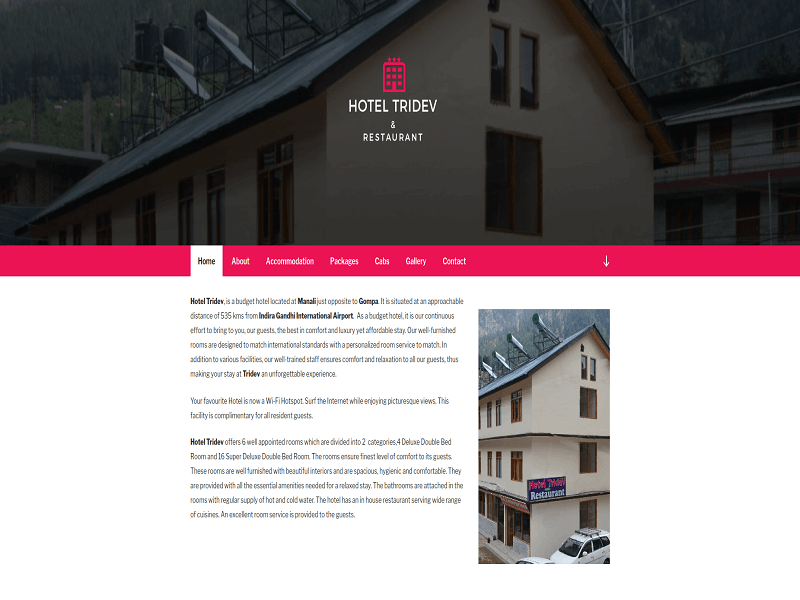 HOTEL TRIDEV
&
RESTAURANT
Home About Accommodation Packages Cabs Gallery Contact
Hotel Tridev, is a budget hotel located at Manali just opposite to Gompa. It is situated at an approachable
distance of 535 kms from Indira Gandhi International Airport. As a budget hotel, it is our continuous
effort to bring to you, our guests, the best in comfort and luxury yet affordable stay. Our well-furnished
rooms are designed to match international standards with a personalized room service to match. In
addition to various facilities, our well-trained staff ensures comfort and relaxation to all our guests, thus
making your stay at Tridev an unforgettable experience.
Your favourite Hotel is now a Wi-Fi Hotspot. Surf the Internet while enjoying picturesque views. This
facility is complimentary for all resident guests.
Hotel Tridev offers 6 well appointed rooms which are divided into 2 categories,4 Deluxe Double Bed
Room and 16 Super Deluxe Double Bed Room. The rooms ensure finest level of comfort to its guests.
These rooms are well furnished with beautiful interiors and are spacious, hygienic and comfortable. They
are provided with all the essential amenities needed for a relaxed stay. The bathrooms are attached in the
rooms with regular supply of hot and cold water. The hotel has an in house restaurant serving wide range
of cuisines. An excellent room service is provided to the guests.
Hotel Tridev
Restaurant